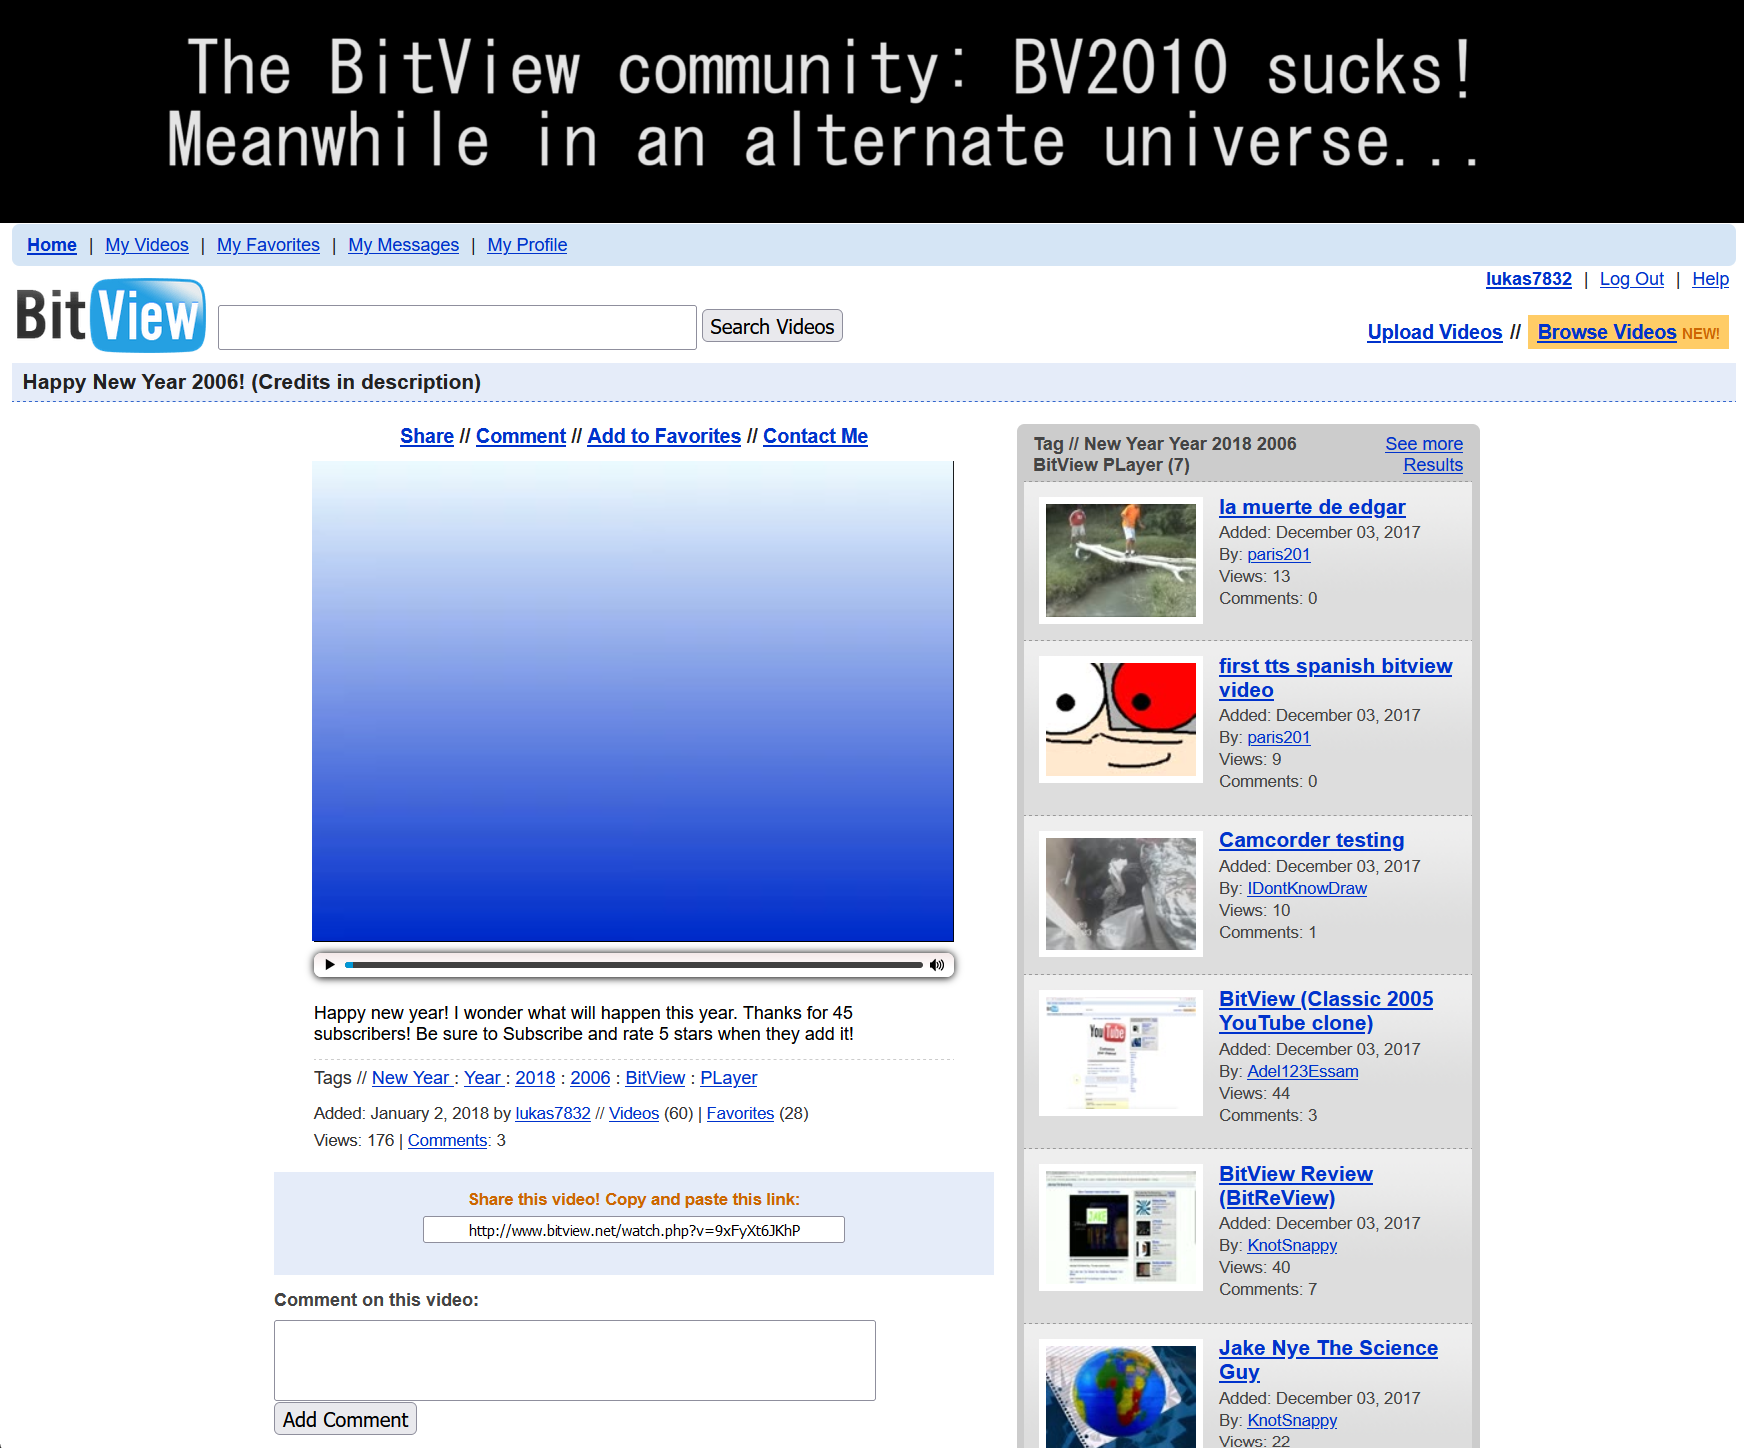 The BitView community: BV2010 sucks!
Meanwhile in an alternate universe...
Home | My Videos | My Favorites | My Messages | My Profile
lukas7832 | Log Out | Help
BitView
Search Videos
Upload Videos // Browse Videos NEW!
Happy New Year 2006! (Credits in description)
Share // Comment // Add to Favorites // Contact Me
Happy new year! I wonder what will happen this year. Thanks for 45
subscribers! Be sure to Subscribe and rate 5 stars when they add it!
Tags // New Year : Year : 2018 : 2006 : BitView : PLayer
Added: January 2, 2018 by lukas7832 // Videos (60) | Favorites (28)
Views: 176 | Comments: 3
Share this video! Copy and paste this link:
http://www.bitview.net/watch.php?v=9xFyXt6JKhP
Comment on this video:
Add Comment
Tag // New Year Year 2018 2006
BitView PLayer (7)
See more
Results
la muerte de edgar
Added: December 03, 2017
By: paris201
Views: 13
Comments: 0
first tts spanish bitview
video
Added: December 03, 2017
By: paris201
Views: 9
Comments: 0
Camcorder testing
Added: December 03, 2017
By: IDontKnowDraw
Views: 10
Comments: 1
YouTube
BitView (Classic 2005
YouTube clone)
Added: December 03, 2017
By: Adel123Essam
Views: 44
Comments: 3
BitView Review
(BitReView)
Added: December 03, 2017
By: KnotSnappy
Views: 40
Comments: 7
Jake Nye The Science
Guy
Added: December 03, 2017
By: KnotSnappy
Views: 22